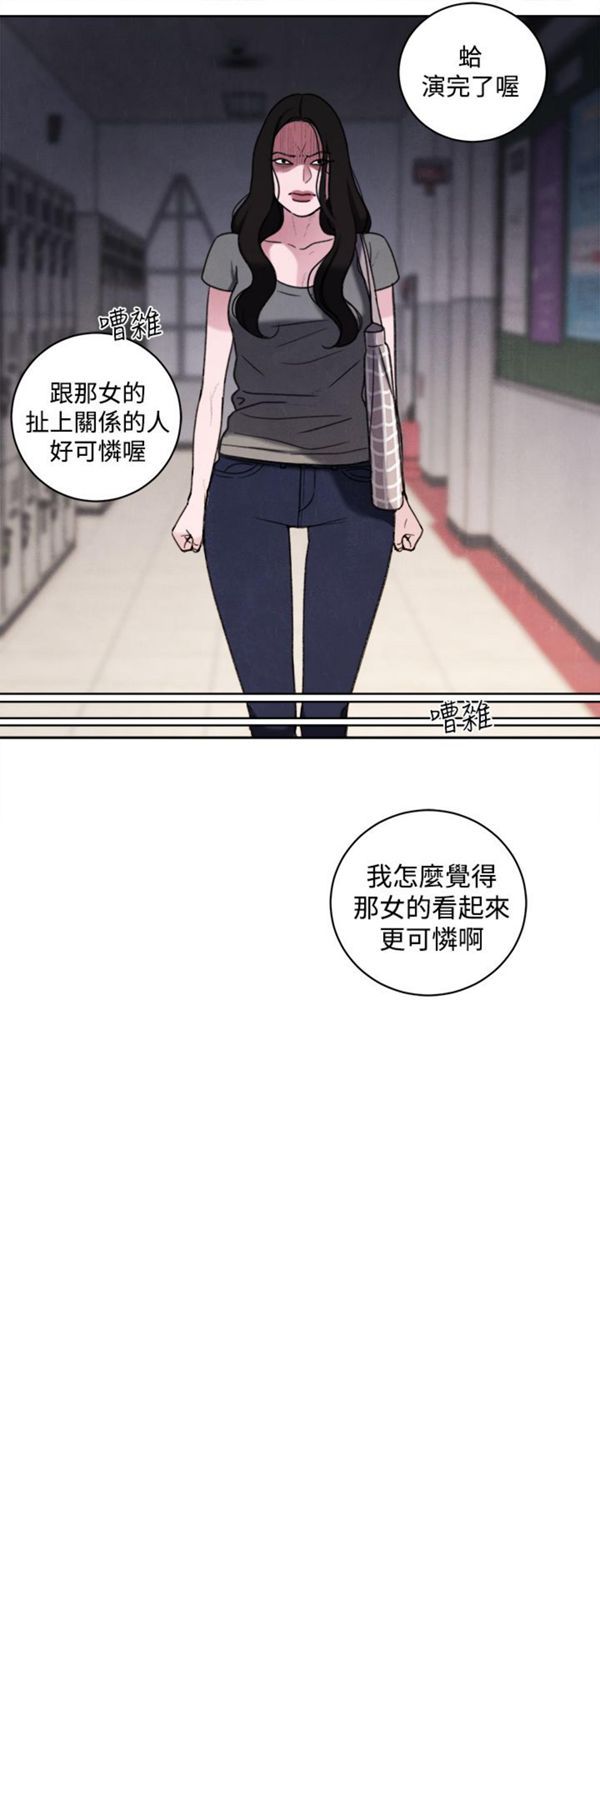 蛤
演完了喔
嘈雜
跟那女的
扯上關係的人
好可憐喔
嘈雜
我怎麼覺得
那女的看起來
更可憐啊